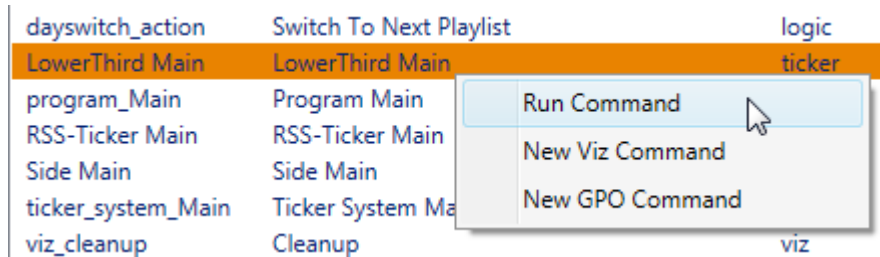 dayswitch_action Switch To Next Playlist logic
LowerThird Main LowerThird Main ticker
program_Main Program Main Run Command
RSS-Ticker Main RSS-Ticker Main
Side Main Side Main New Viz Command
ticker_system_Main Ticker System Ma New GPO Command
viz_cleanup Cleanup viz